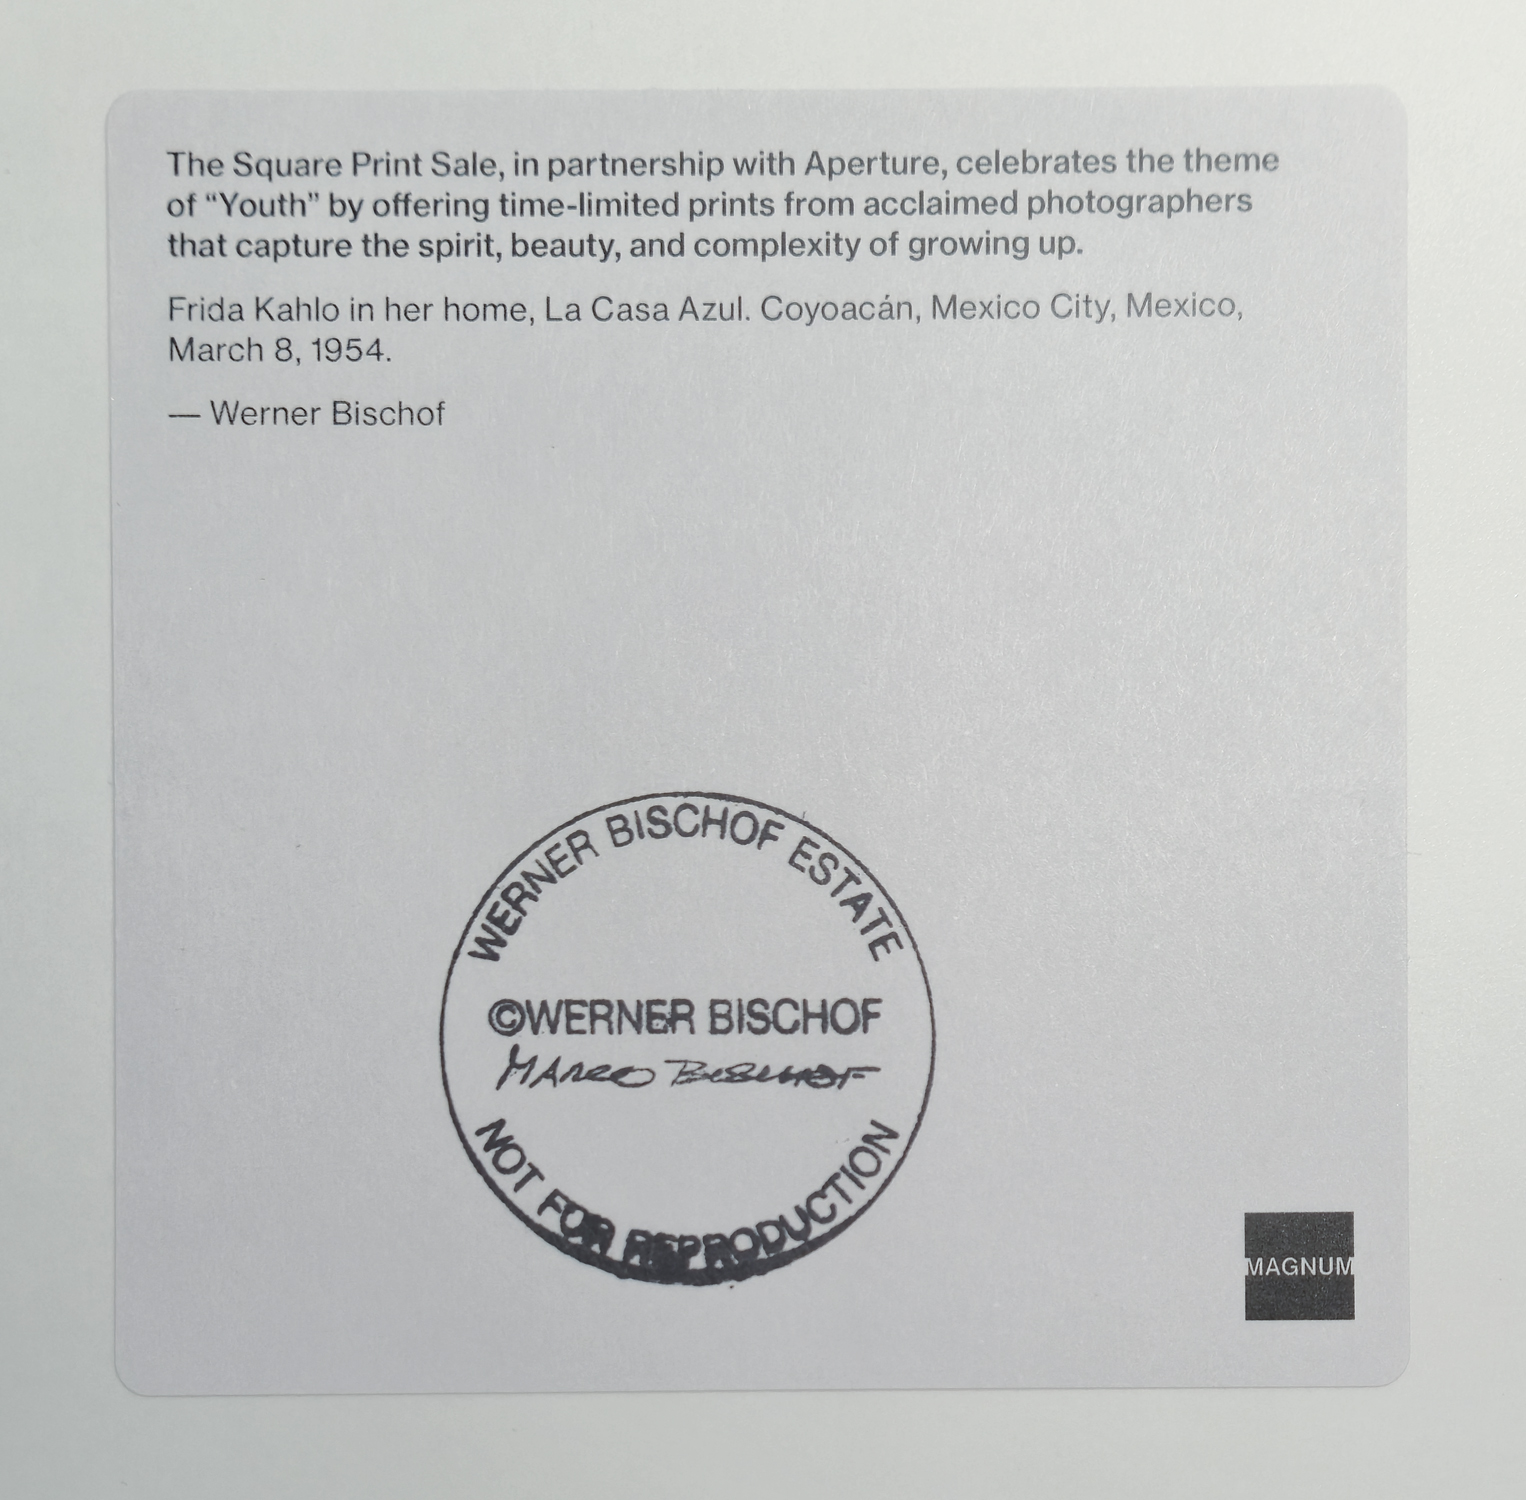 The Square Print Sale, in partnership with Aperture, celebrates the theme
of “Youth” by offering time-limited prints from acclaimed photographers
that capture the spirit, beauty, and complexity of growing up.
Frida Kahlo in her home, La Casa Azul. Coyoacán, Mexico City, Mexico,
March 8, 1954.
— Werner Bischof
WERNER BISCHOF ESTATE
©WERNER BISCHOF
MARCO BISCHOF
NOT FOR REPRODUCTION
MAGNUM